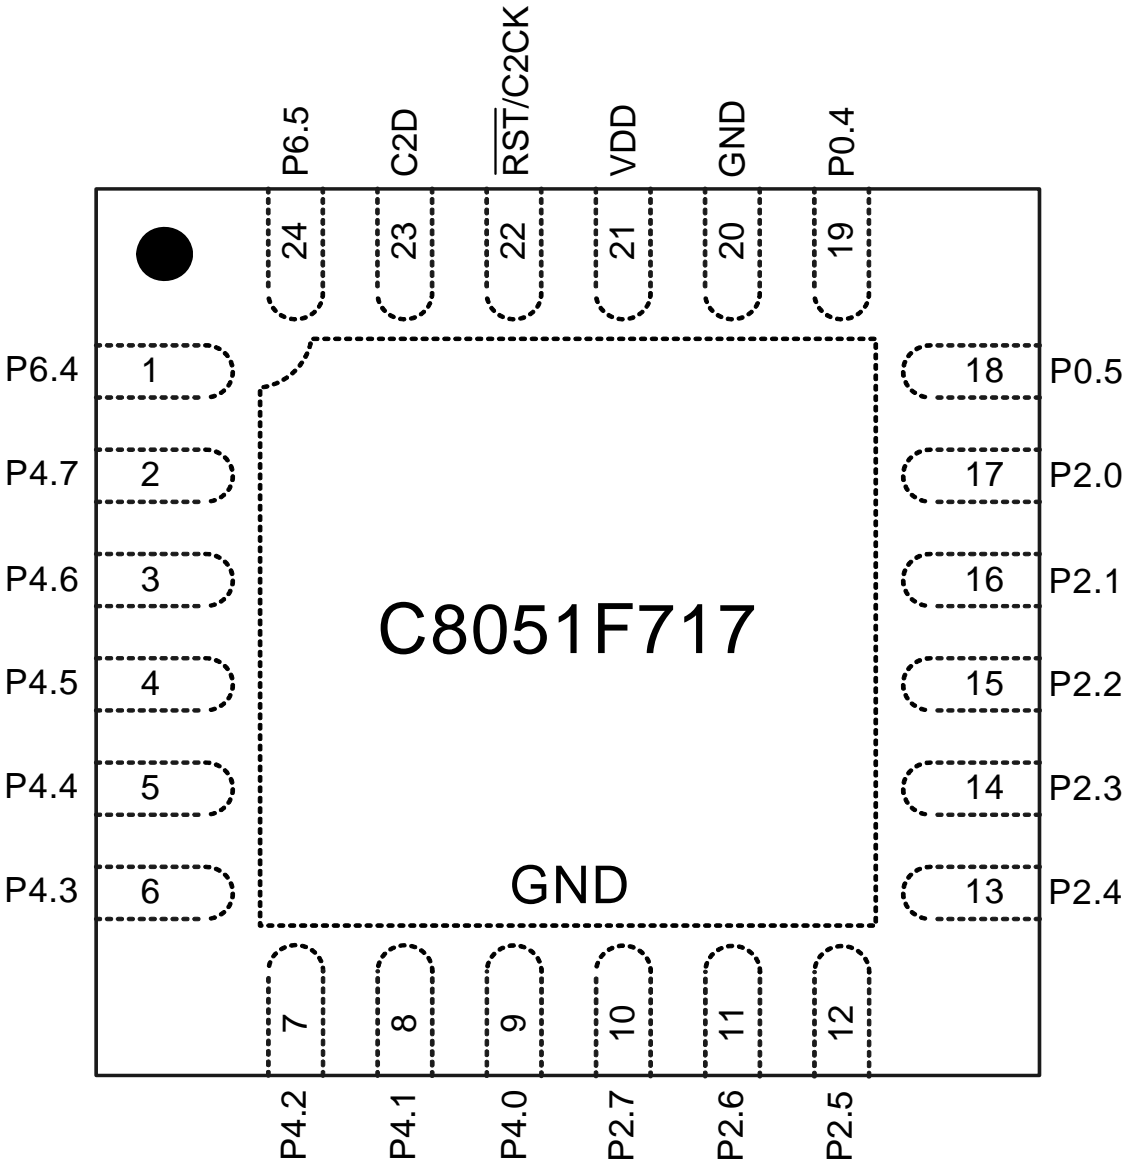 P6.5
C2D
RST/C2CK
VDD
GND
P0.4
24
23
22
21
20
19
P6.4 1
18 P0.5
P4.7 2
17 P2.0
P4.6 3
16 P2.1
C8051F717
P4.5 4
15 P2.2
P4.4 5
14 P2.3
P4.3 6
GND
13 P2.4
7
8
9
10
11
12
P4.2
P4.1
P4.0
P2.7
P2.6
P2.5